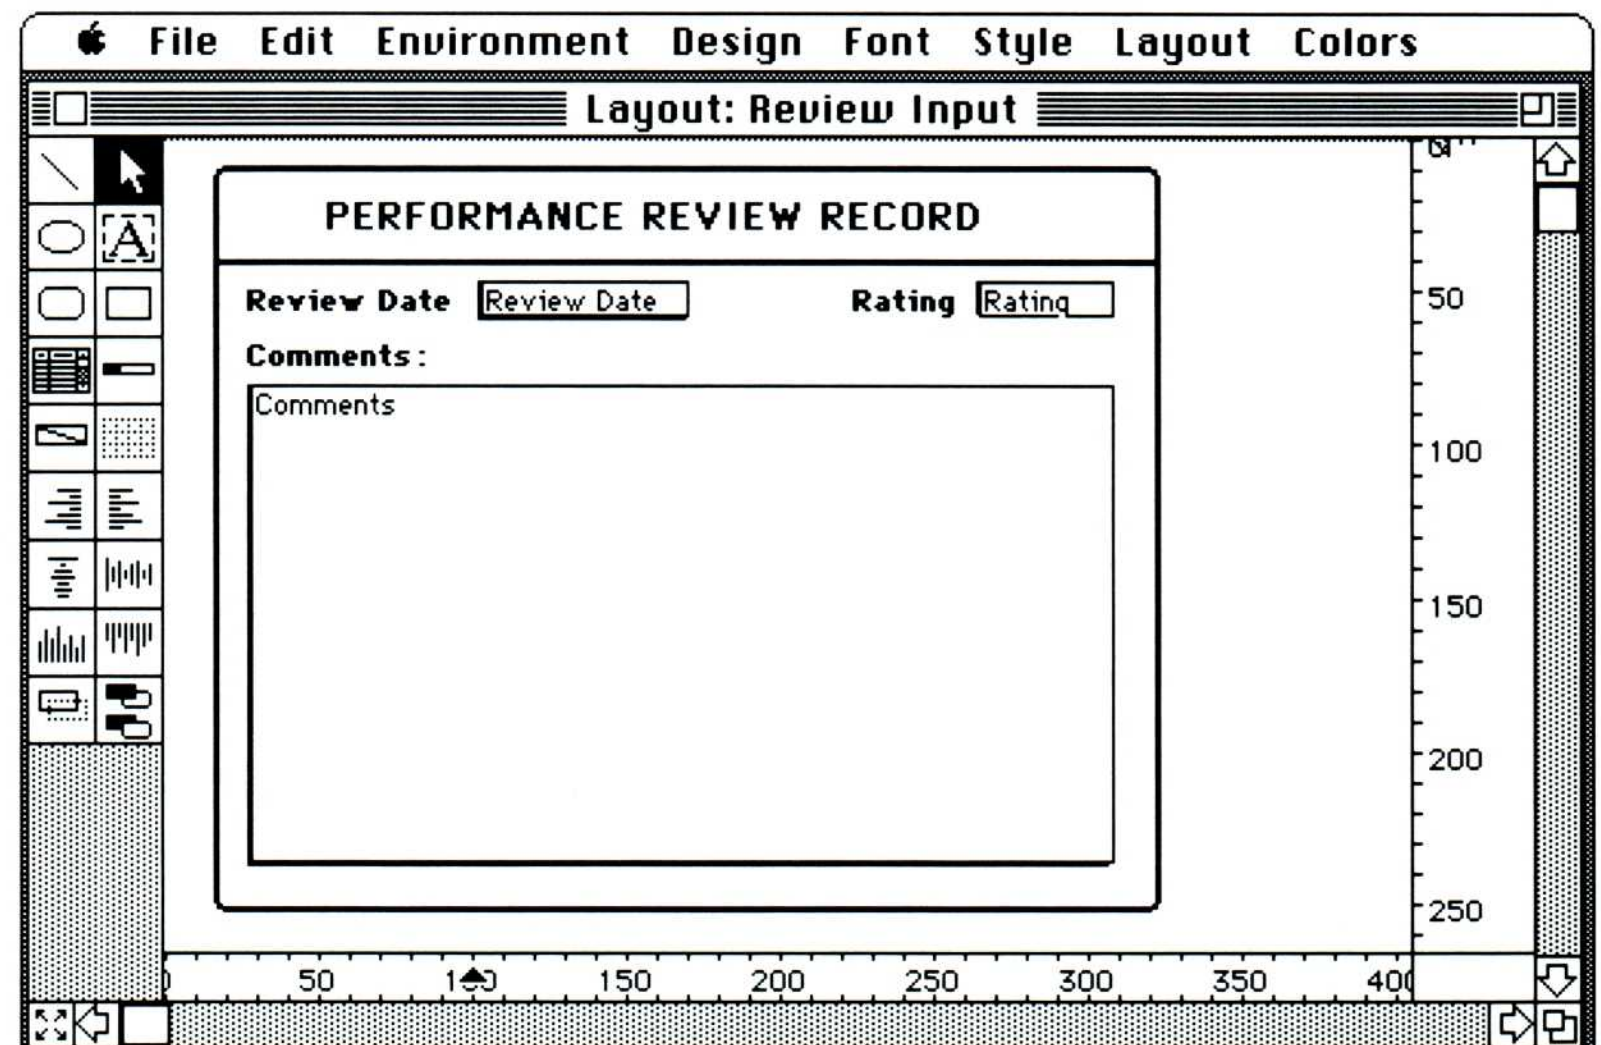 File Edit Environment Design Font Style Layout Colors
Layout: Review Input
A
PERFORMANCE REVIEW RECORD
Review Date Review Date Rating Rating
Comments:
Comments
50
100
150
200
250
50 150 200 250 300 350 400